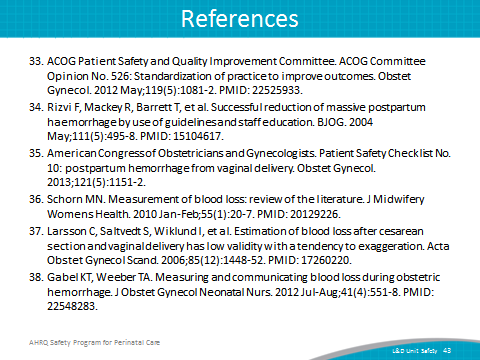 References
33. ACOG Patient Safety and Quality Improvement Committee. ACOG Committee
Opinion No. 526: Standardization of practice to improve outcomes. Obstet
Gynecol. 2012 May;119(5):1081-2. PMID: 22525933.
34. Rizvi F, Mackey R, Barrett T, et al. Successful reduction of massive postpartum
haemorrhage by use of guidelines and staff education. BJOG. 2004
May;111(5):495-8. PMID: 15104617.
35. American Congress of Obstetricians and Gynecologists. Patient Safety Checklist No.
10: postpartum hemorrhage from vaginal delivery. Obstet Gynecol.
2013;121(5):1151-2.
36. Schorn MN. Measurement of blood loss: review of the literature. J Midwifery
Womens Health. 2010 Jan-Feb;55(1):20-7. PMID: 20129226.
37. Larsson C, Saltvedt S, Wiklund I, et al. Estimation of blood loss after cesarean
section and vaginal delivery has low validity with a tendency to exaggeration. Acta
Obstet Gynecol Scand. 2006;85(12):1448-52. PMID: 17260220.
38. Gabel KT, Weeber TA. Measuring and communicating blood loss during obstetric
hemorrhage. J Obstet Gynecol Neonatal Nurs. 2012 Jul-Aug;41(4):551-8. PMID:
22548283.
AHRQ Safety Program for Perinatal Care
L&D Unit Safety 43